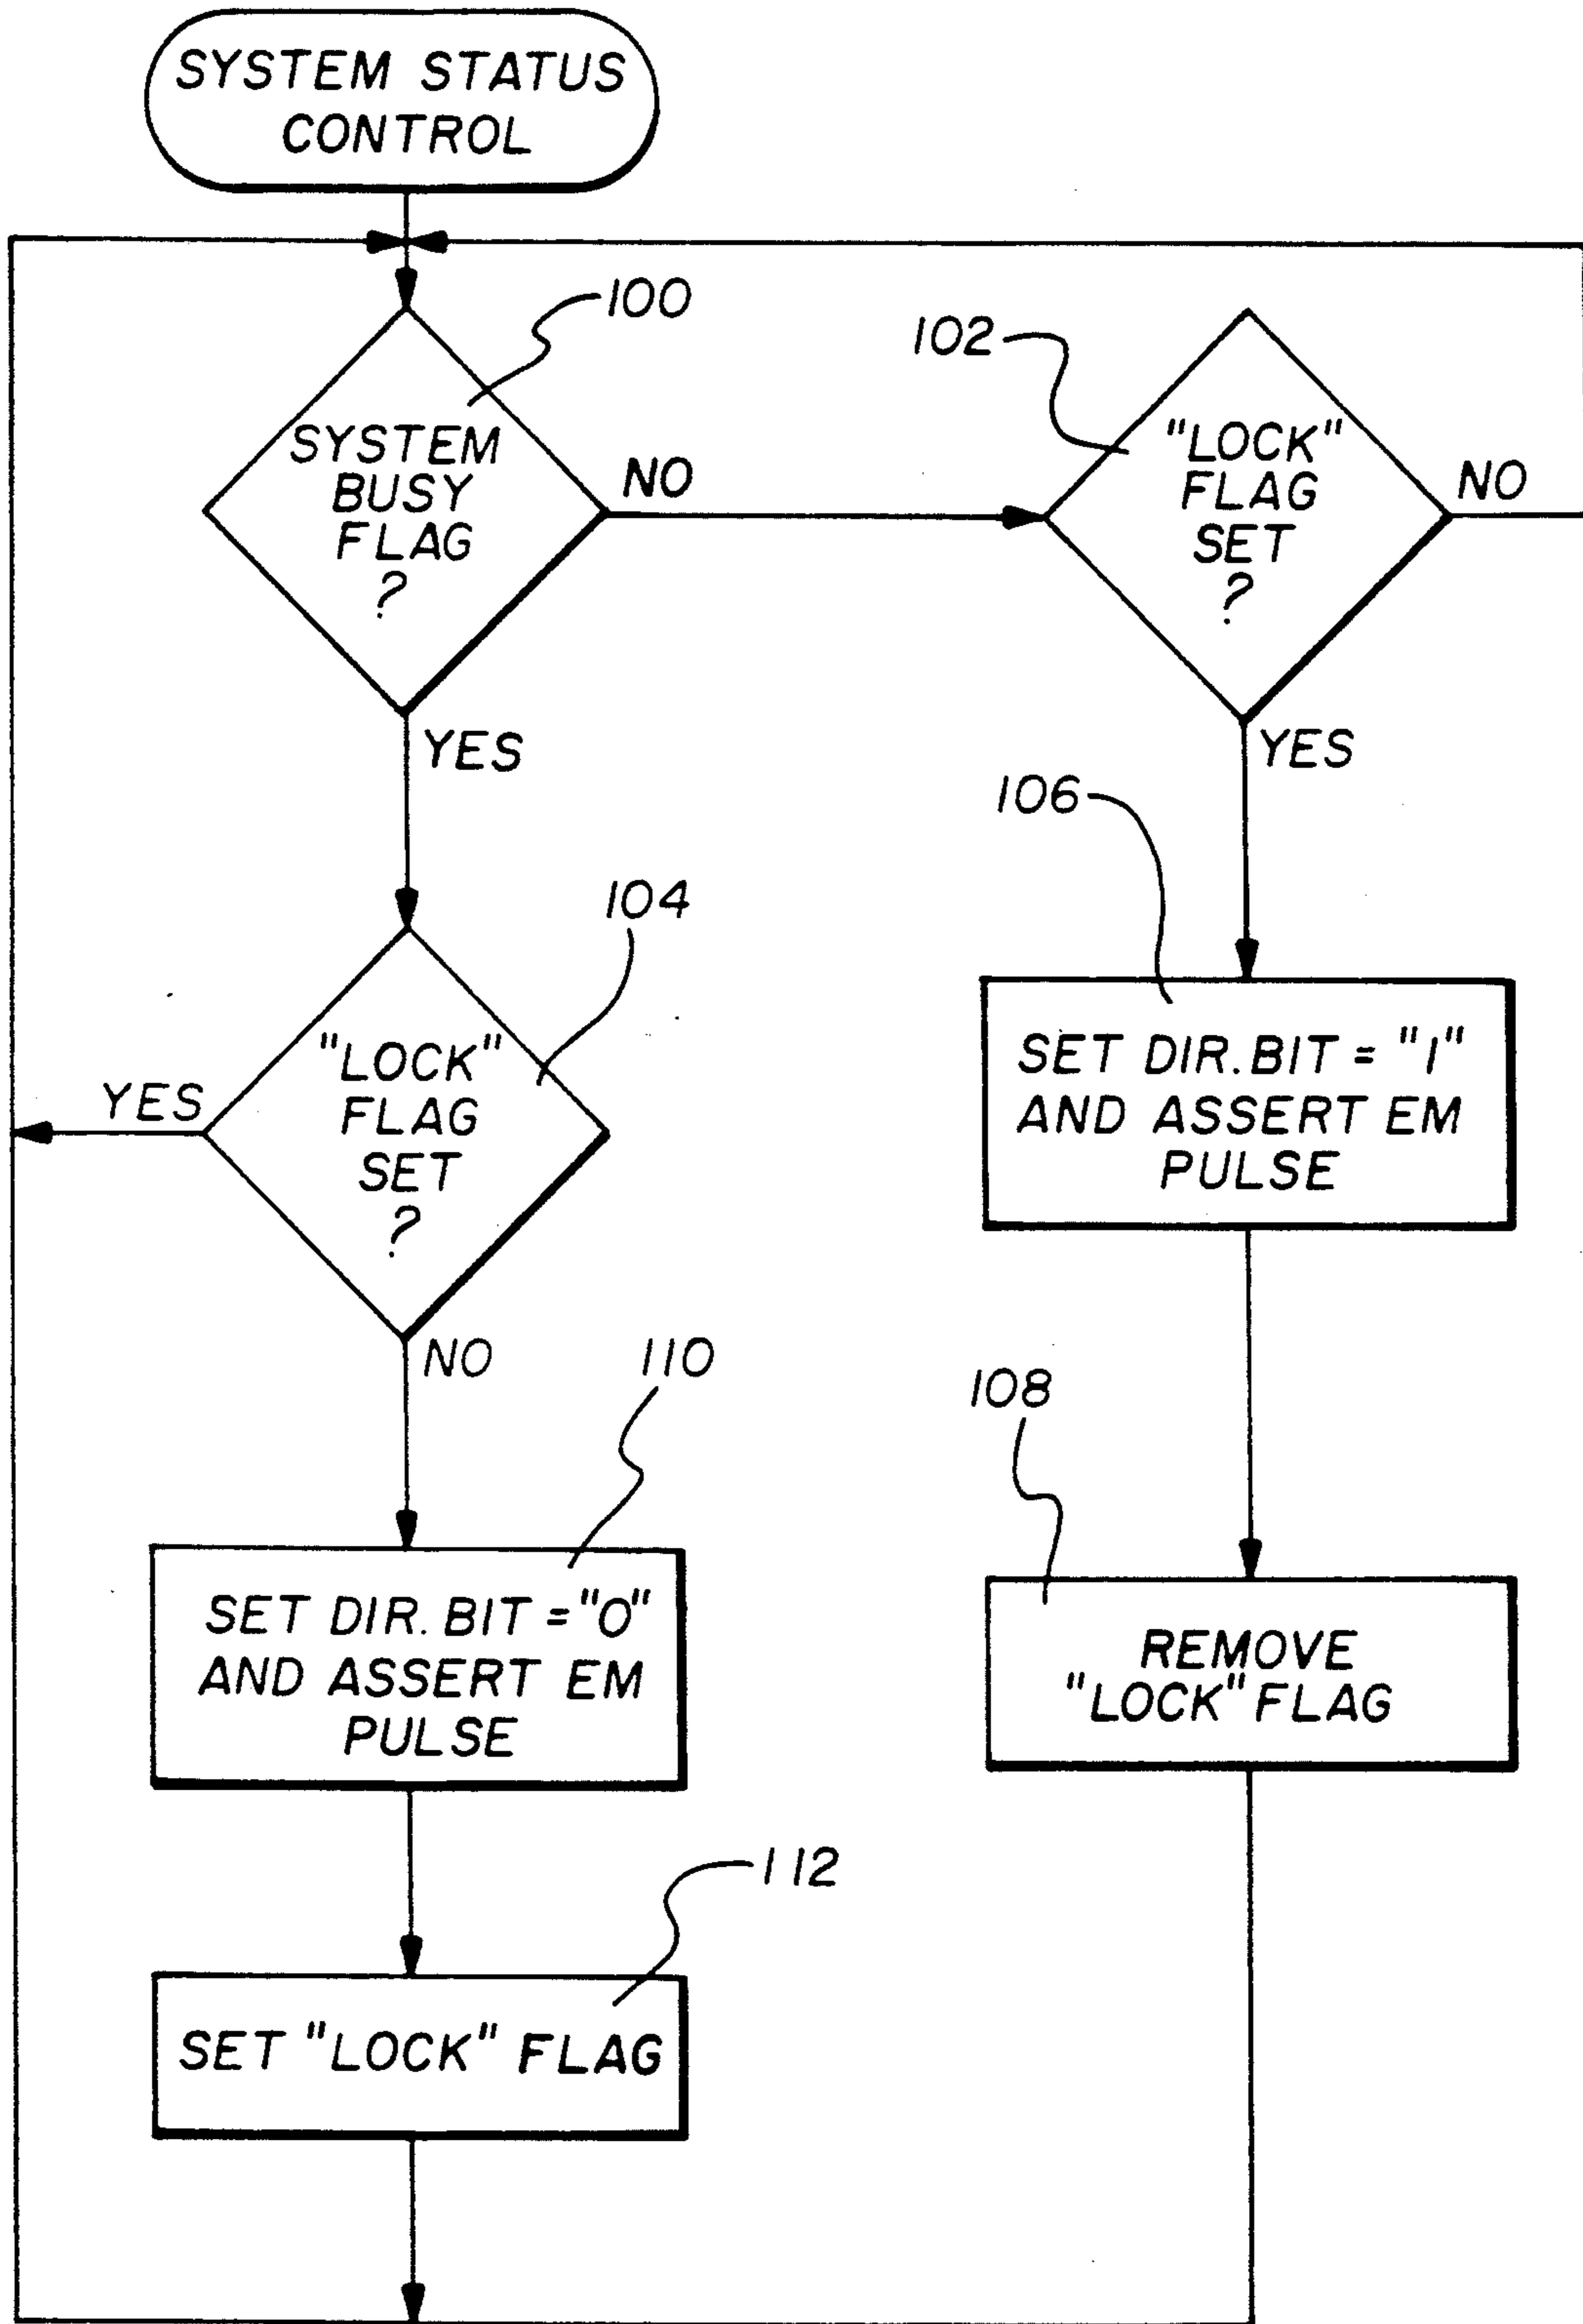 SYSTEM STATUS
CONTROL
100
102
SYSTEM
BUSY
FLAG
?
NO
"LOCK"
FLAG
SET
?
NO
YES
YES
106
104
"LOCK"
FLAG
SET
?
YES
SET DIR. BIT = "1"
AND ASSERT EM
PULSE
NO
110
108
SET DIR. BIT = "0"
AND ASSERT EM
PULSE
REMOVE
"LOCK" FLAG
112
SET "LOCK" FLAG